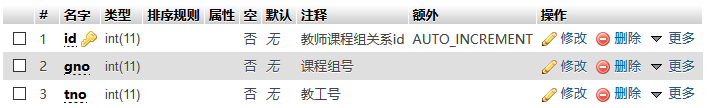 # 名字 类型 排序规则 属性 空 默认 注释 额外 操作
1 id int(11) 否 无 教师课程组关系id AUTO_INCREMENT 修改 删除 更多
2 gno int(11) 否 无 课程组号 修改 删除 更多
3 tno int(11) 否 无 教工号 修改 删除 更多